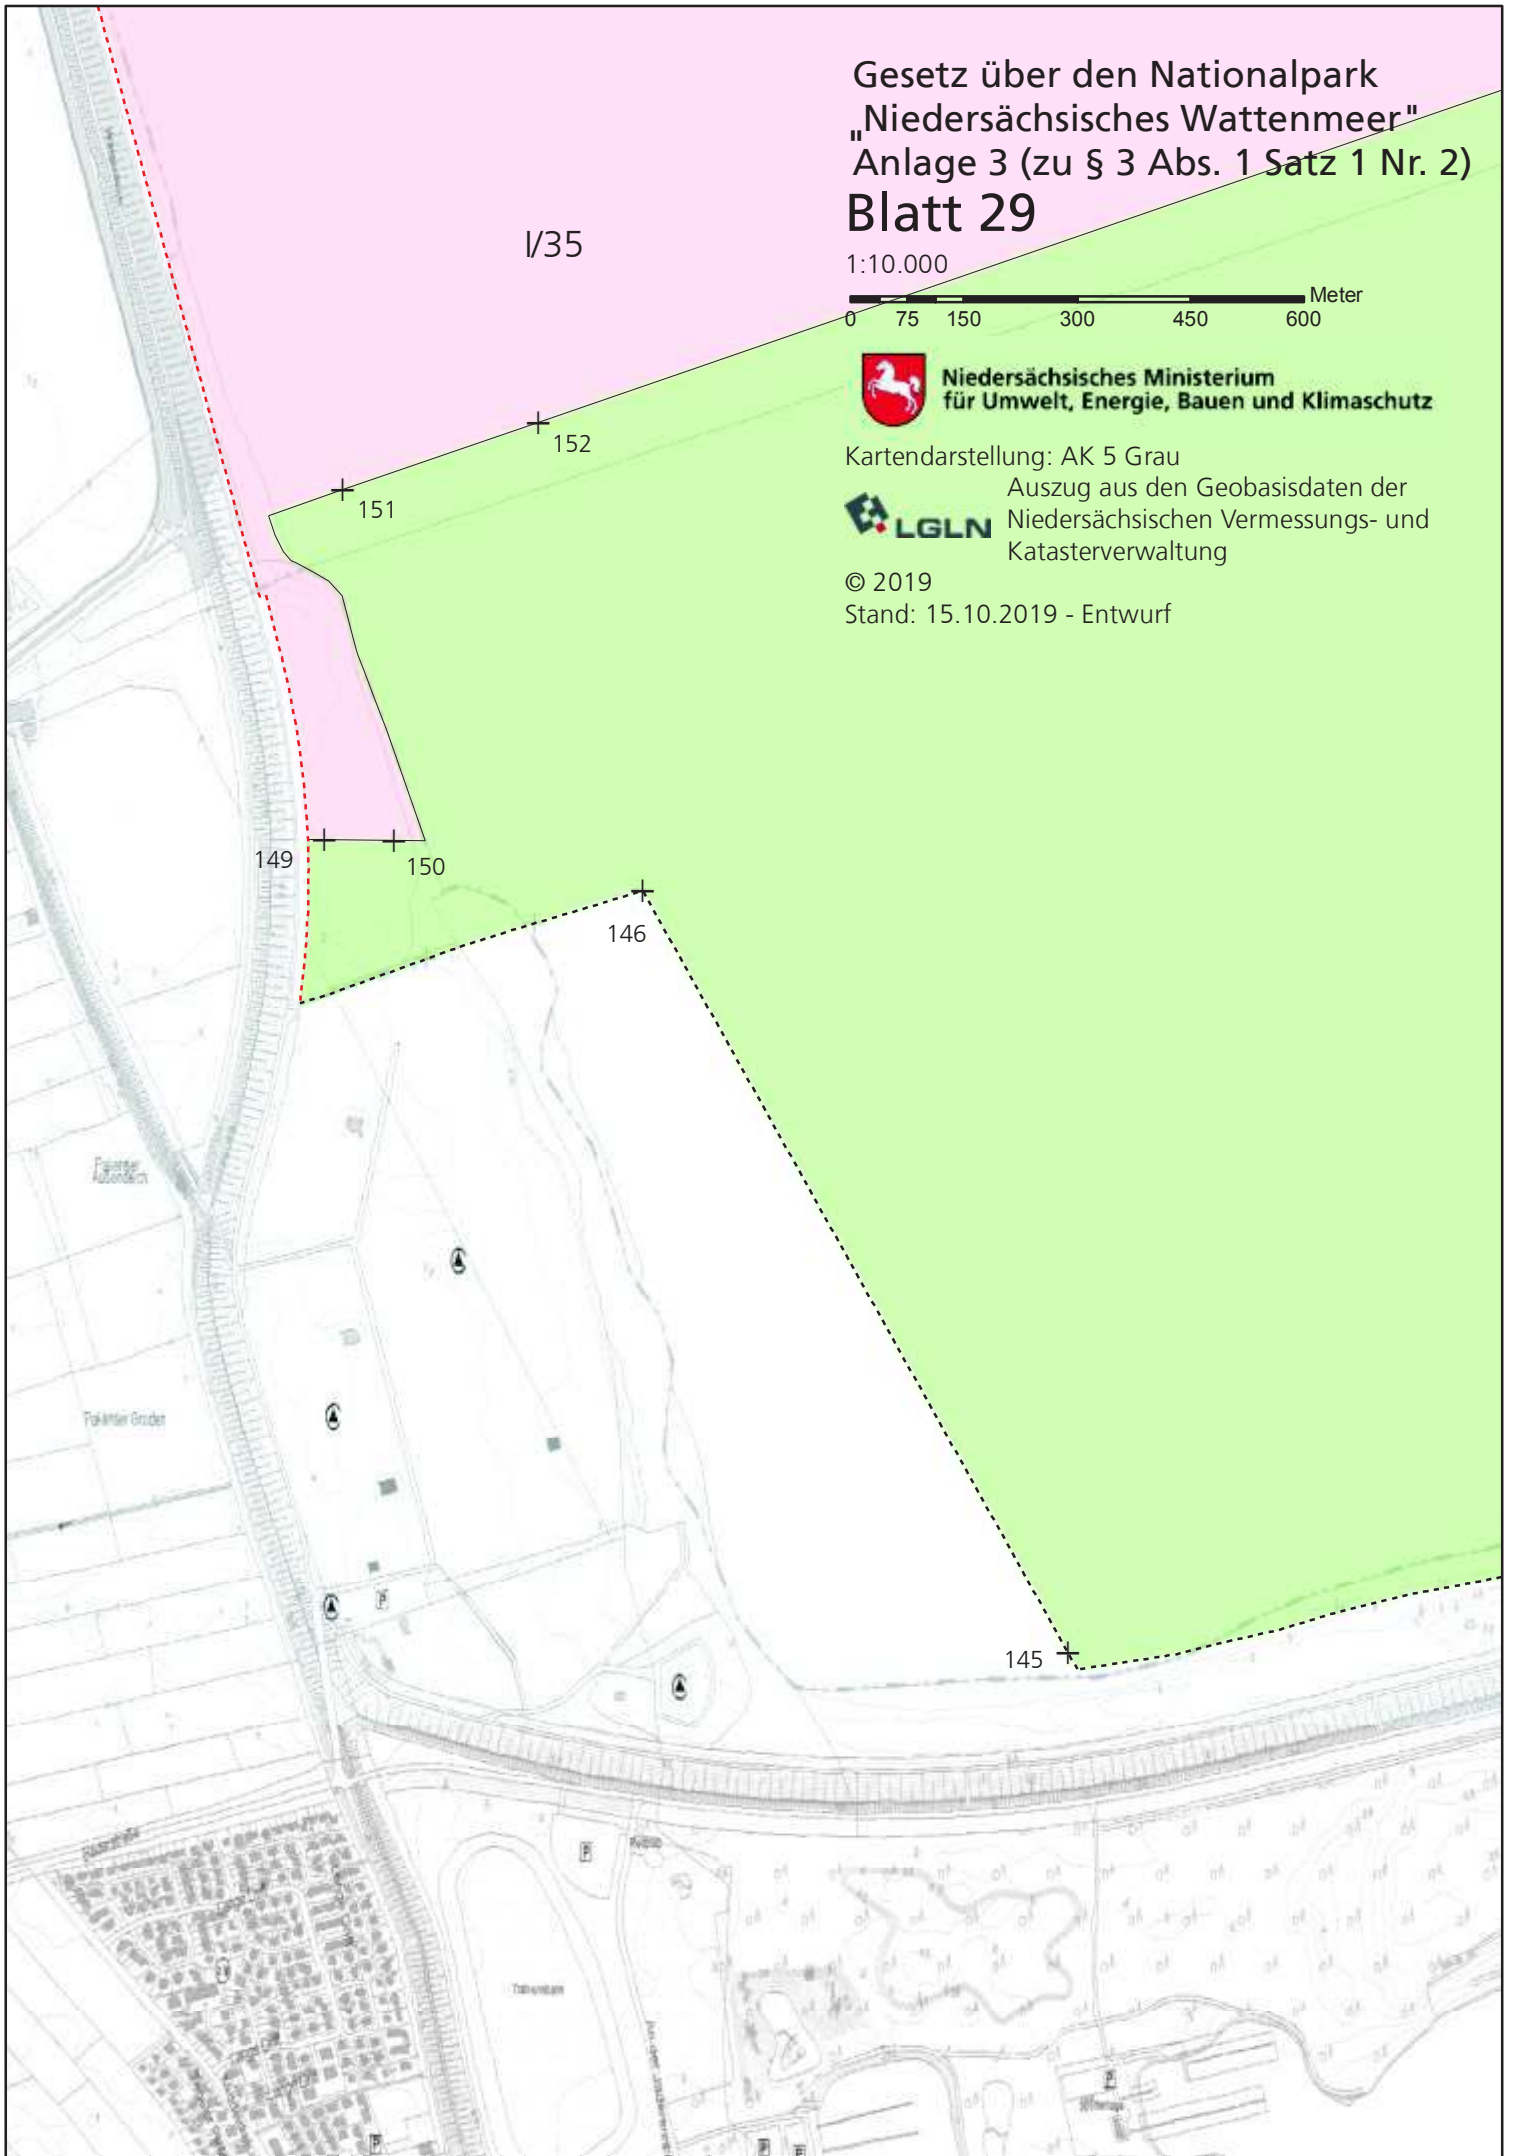 Gesetz über den Nationalpark
„Niedersächsisches Wattenmeer"
Anlage 3 (zu § 3 Abs. 1 Satz 1 Nr. 2)
Blatt 29
1:10.000
Meter
0 75 150 300 450 600
I/35
Niedersächsisches Ministerium
für Umwelt, Energie, Bauen und Klimaschutz
152
Kartendarstellung: AK 5 Grau
151
LGLN
Auszug aus den Geobasisdaten der
Niedersächsischen Vermessungs- und
Katasterverwaltung
© 2019
Stand: 15.10.2019 - Entwurf
149
150
146
Groden
P
145
P
P
P
P
P